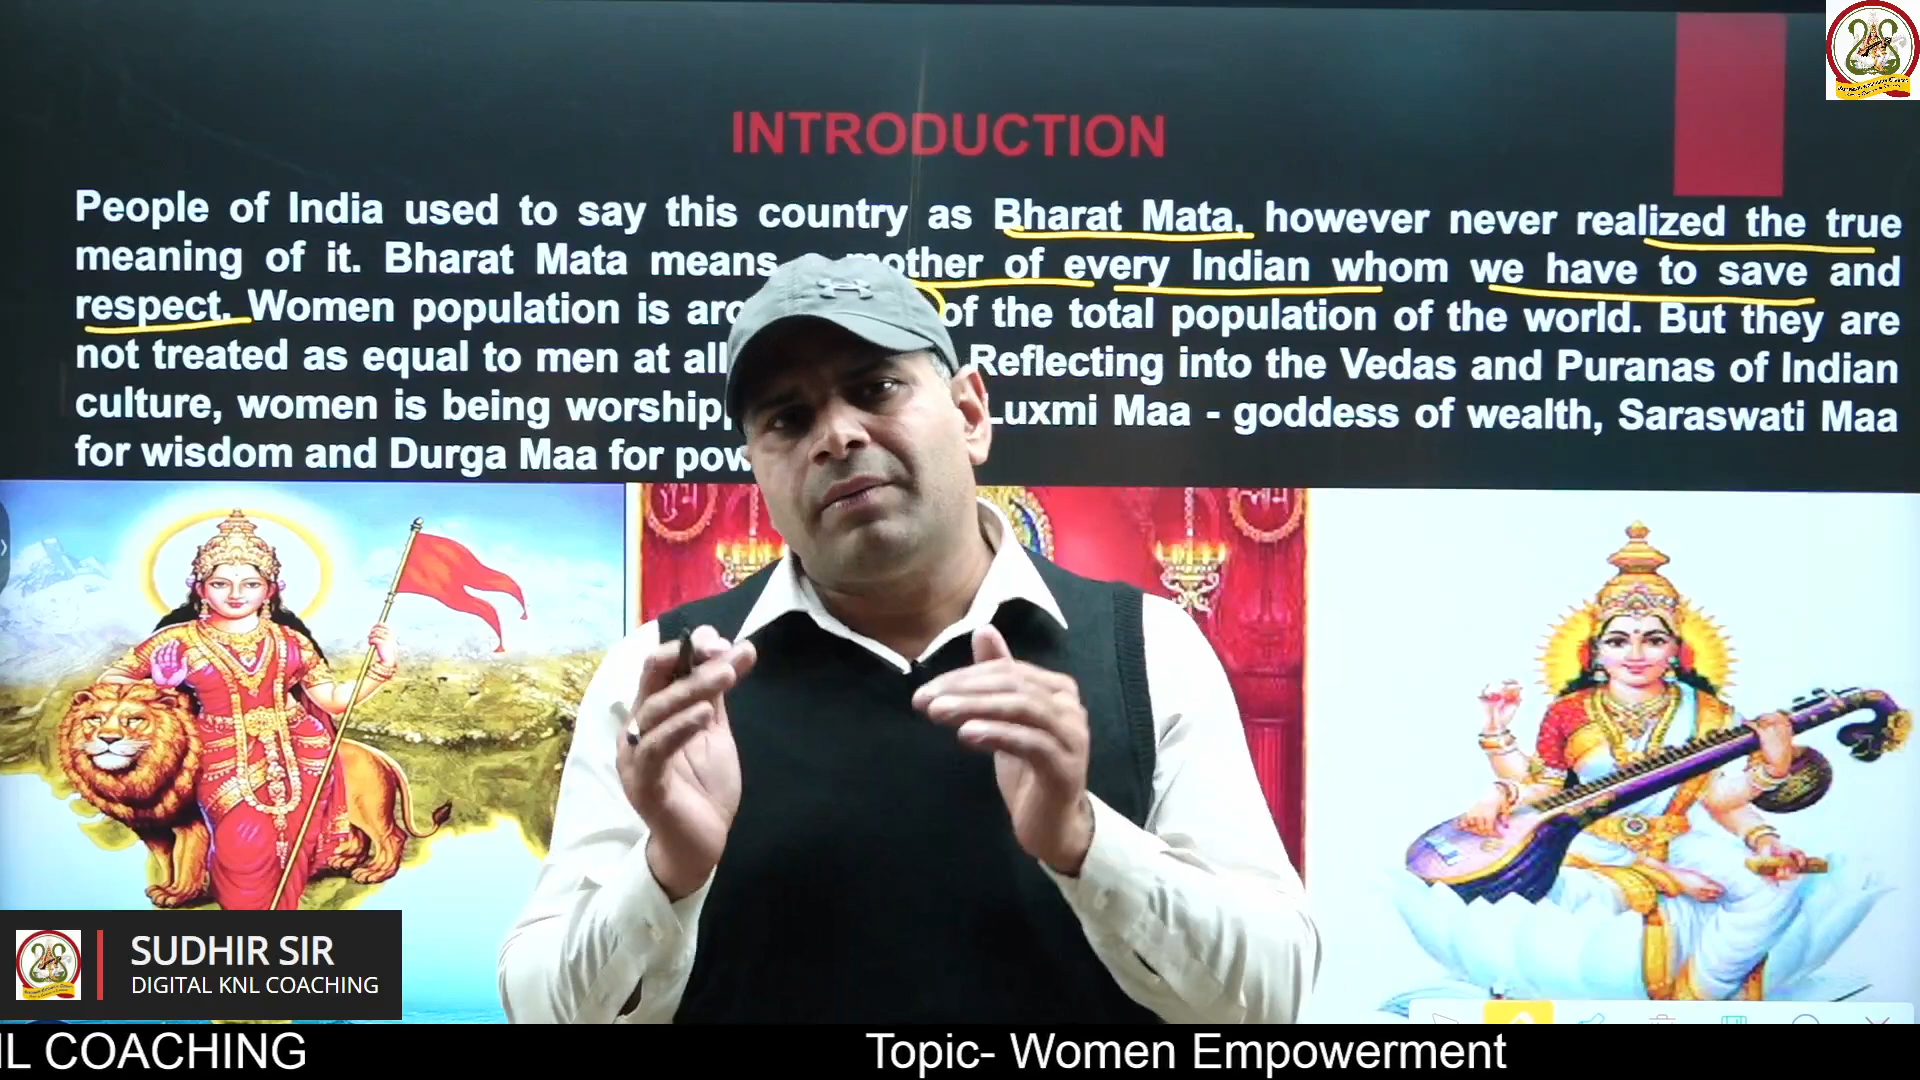 INTRODUCTION
People of India used to say this country as Bharat Mata, however never realized the true
meaning of it. Bharat Mata means mother of every Indian whom we have to save and
respect. Women population is of the total population of the world. But they are
not treated as equal to men at all Reflecting into the Vedas and Puranas of Indian
culture, women is being Luxmi Maa - goddess of wealth, Saraswati Maa
for wisdom and Durga Maa for
SUDHIR SIR
DIGITAL KNL COACHING
COACHING Topic- Women Empowerment